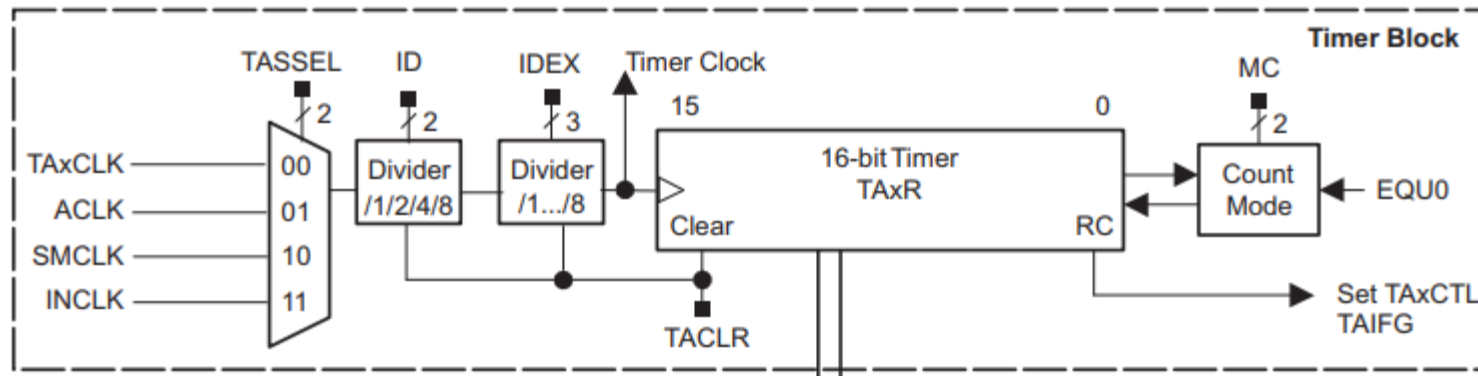 Timer Block
TASSEL
ID
IDEX
Timer Clock
MC
2
2
3
15
0
2
TAxCLK
ACLK
SMCLK
INCLK
00
01
10
11
Divider
/1/2/4/8
Divider
/1.../8
16-bit Timer
TAxR
Clear
RC
Count
Mode
EQU0
TACLR
Set TAxCTL
TAIFG